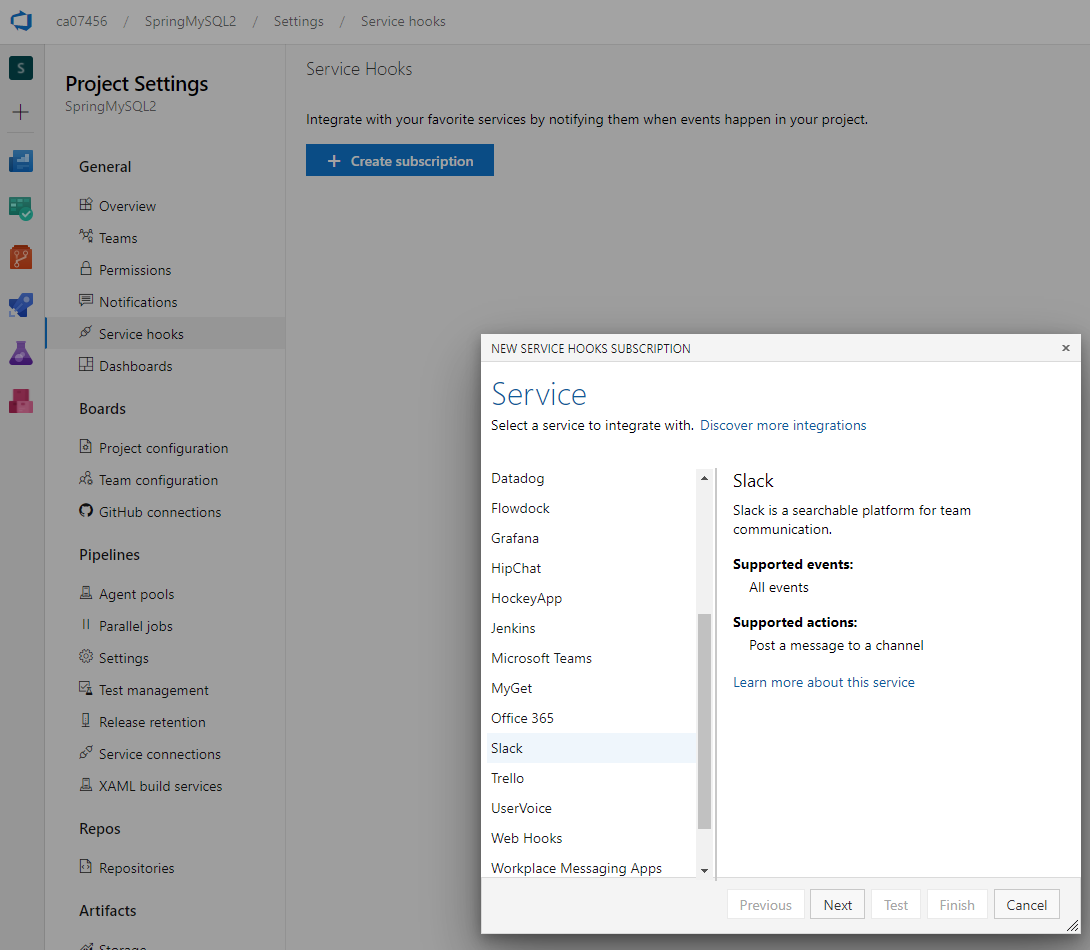 ca07456 / SpringMySQL2 / Settings / Service hooks
S
Project Settings
SpringMySQL2
General
Overview
Teams
Permissions
Notifications
Service hooks
Dashboards
Boards
Project configuration
Team configuration
GitHub connections
Pipelines
Agent pools
Parallel jobs
Settings
Test management
Release retention
Service connections
XAML build services
Repos
Repositories
Artifacts
Storage
Service Hooks
Integrate with your favorite services by notifying them when events happen in your project.
+ Create subscription
NEW SERVICE HOOKS SUBSCRIPTION
Service
Select a service to integrate with. Discover more integrations
Datadog
Flowdock
Grafana
HipChat
HockeyApp
Jenkins
Microsoft Teams
MyGet
Office 365
Slack
Trello
UserVoice
Web Hooks
Workplace Messaging Apps
Slack
Slack is a searchable platform for team
communication.
Supported events:
All events
Supported actions:
Post a message to a channel
Learn more about this service
Previous Next Test Finish Cancel